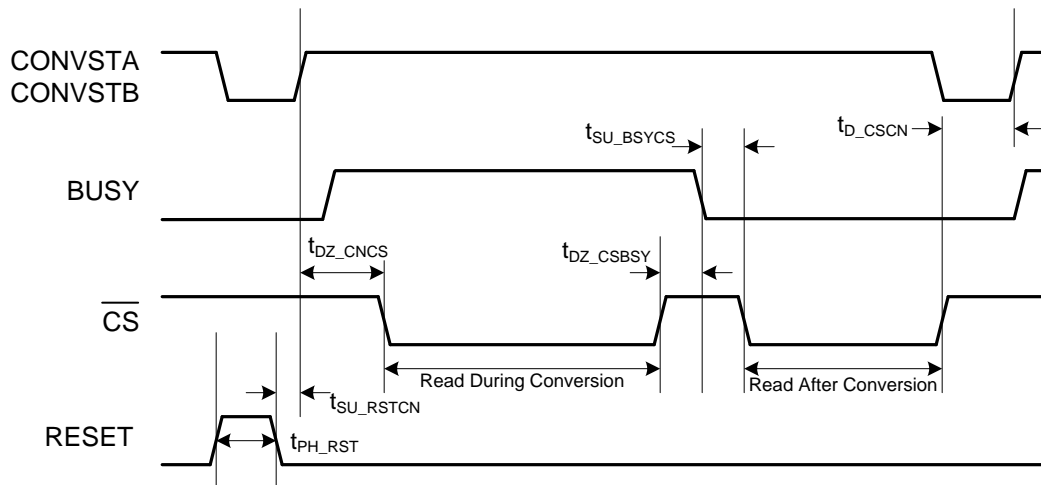 CONVSTA
CONVSTB
tSU_BSYCS
tD_CSCN
BUSY
tDZ_CNCS
tDZ_CSBSY
CS
Read During Conversion
Read After Conversion
tSU_RSTCN
RESET
tPH_RST